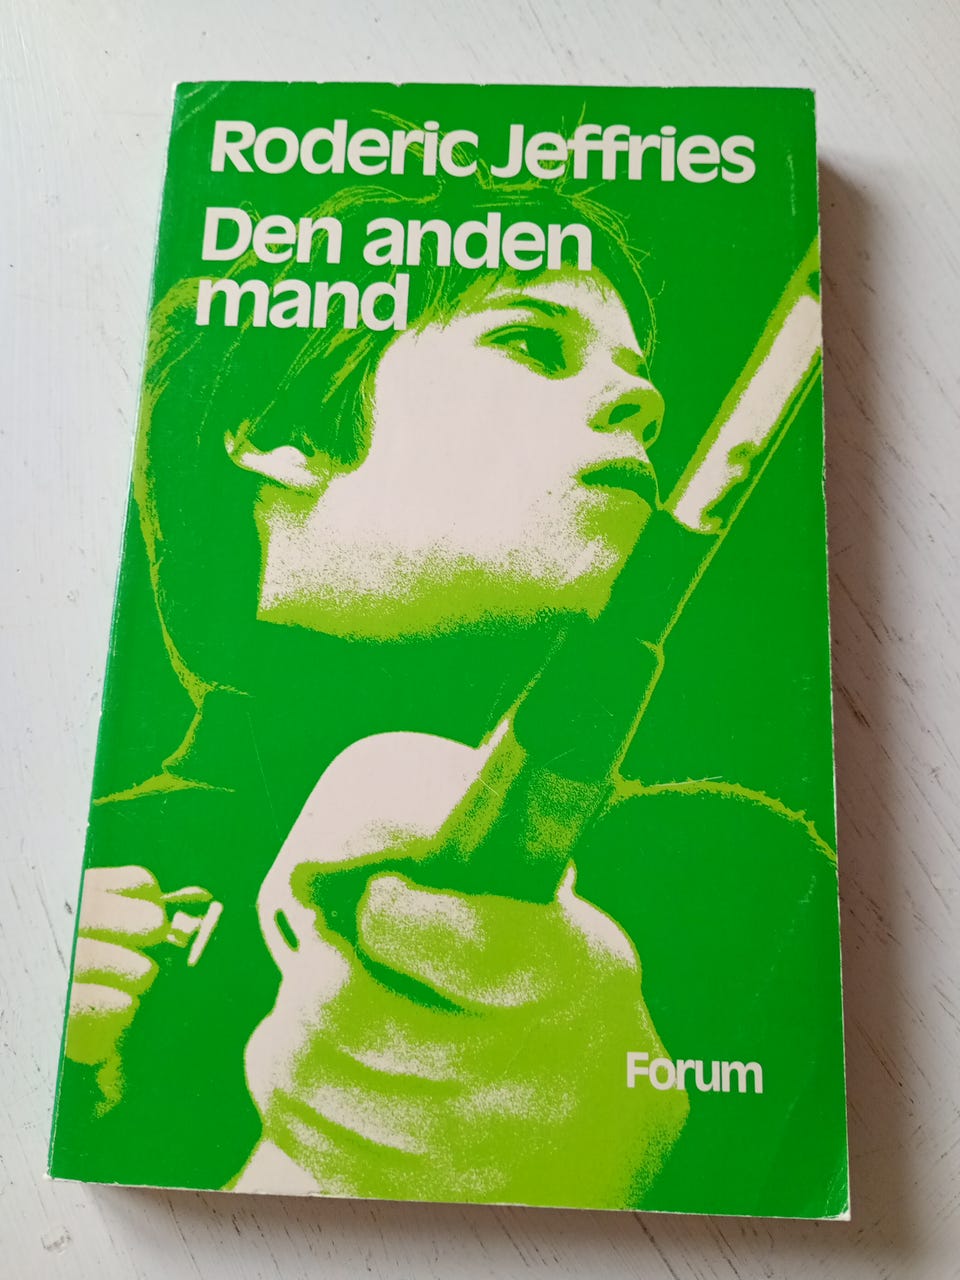 Roderic Jeffries
Den anden
mand
Forum